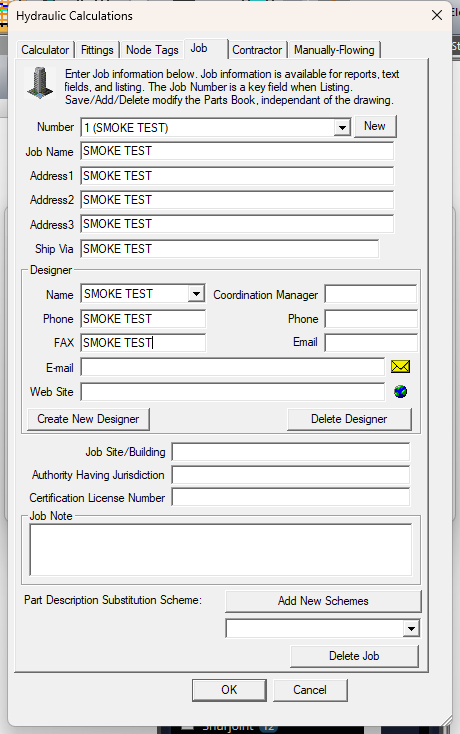 Hydraulic Calculations
Calculator Fittings Node Tags Job Contractor Manually-Flowing
Enter Job information below. Job information is available for reports, text
fields, and listing. The Job Number is a key field when Listing.
Save/Add/Delete modify the Parts Book, independant of the drawing.
Number 1 (SMOKE TEST) New
Job Name SMOKE TEST
Address1 SMOKE TEST
Address2 SMOKE TEST
Address3 SMOKE TEST
Ship Via SMOKE TEST
Designer
Name SMOKE TEST Coordination Manager
Phone SMOKE TEST Phone
FAX SMOKE TEST Email
E-mail
Web Site
Create New Designer Delete Designer
Job Site/Building
Authority Having Jurisdiction
Certification License Number
Job Note
Part Description Substitution Scheme: Add New Schemes
Delete Job
OK Cancel
12